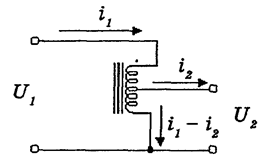 i₁
i₂
U₁
i₁ – i₂
U₂